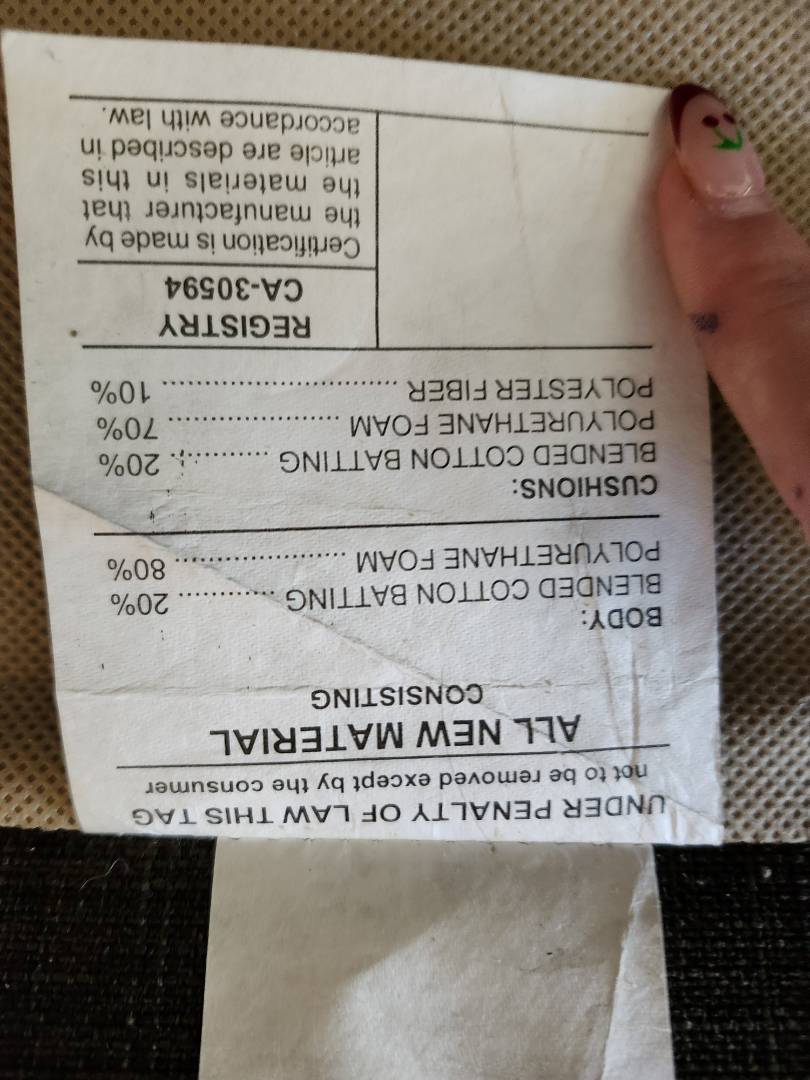 UNDER PENALTY OF LAW THIS TAG
not to be removed except by the consumer
ALL NEW MATERIAL
CONSISTING
BODY:
BLENDED COTTON BATTING ............. 20%
POLYURETHANE FOAM ...................... 80%
CUSHIONS:
BLENDED COTTON BATTING ............. 20%
POLYURETHANE FOAM ...................... 70%
POLYESTER FIBER .............................. 10%
REGISTRY
CA-30594
Certification is made by
the manufacturer that
the materials in this
article are described in
accordance with law.